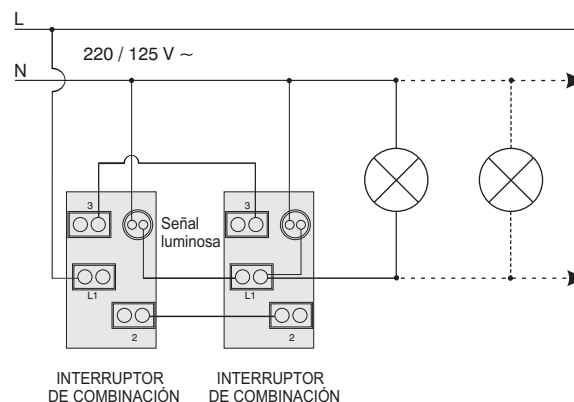 L
220 / 125 V ~
N
3
Señal
luminosa
3
L1
L1
2
2
INTERRUPTOR
DE COMBINACIÓN
INTERRUPTOR
DE COMBINACIÓN